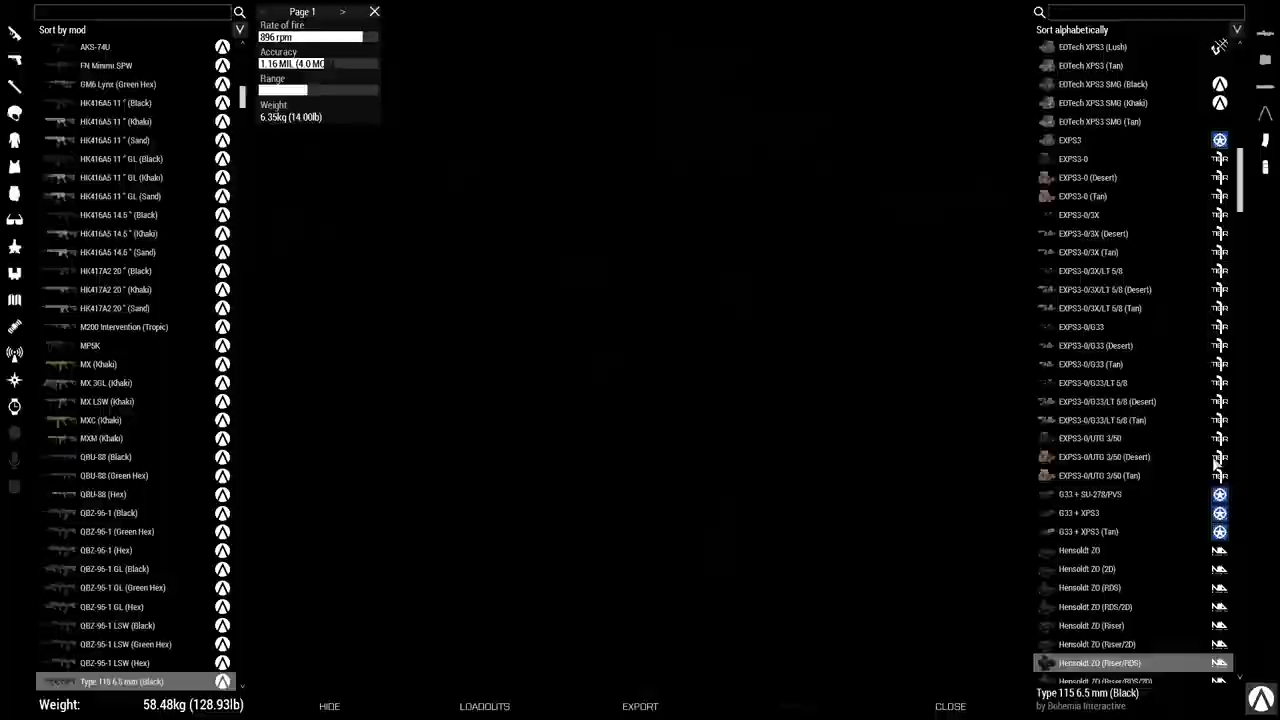 Sort by mod
AKS-74U
FN Minimi SPW
GM6 Lynx (Green Hex)
HK416A5 11 " (Black)
HK416A5 11 " (Khaki)
HK416A5 11 " (Sand)
HK416A5 11 " GL (Black)
HK416A5 11 " GL (Khaki)
HK416A5 11 " GL (Sand)
HK416A5 14.5 " (Black)
HK416A5 14.5 " (Khaki)
HK416A5 14.5 " (Sand)
HK417A2 20 " (Black)
HK417A2 20 " (Khaki)
HK417A2 20 " (Sand)
M200 Intervention (Tropic)
MP5K
MX (Khaki)
MX 3GL (Khaki)
MX LSW (Khaki)
MXC (Khaki)
MXM (Khaki)
QBU-88 (Black)
QBU-88 (Green Hex)
QBU-88 (Hex)
QBZ-95-1 (Black)
QBZ-95-1 (Green Hex)
QBZ-95-1 (Hex)
QBZ-95-1 GL (Black)
QBZ-95-1 GL (Green Hex)
QBZ-95-1 GL (Hex)
QBZ-95-1 LSW (Black)
QBZ-95-1 LSW (Green Hex)
QBZ-95-1 LSW (Hex)
Type 115 6.5 mm (Black)
Weight: 58.48kg (128.93lb)
Page 1 >
Rate of fire
896 rpm
Accuracy
1.16 MIL (4.0 MO
Range
Weight
6.35kg (14.00lb)
HIDE LOADOUTS EXPORT CLOSE
Sort alphabetically
EOTech XPS3 (Lush)
EOTech XPS3 (Tan)
EOTech XPS3 SMG (Black)
EOTech XPS3 SMG (Khaki)
EOTech XPS3 SMG (Tan)
EXPS3
EXPS3-0
EXPS3-0 (Desert)
EXPS3-0 (Tan)
EXPS3-0/3X
EXPS3-0/3X (Desert)
EXPS3-0/3X (Tan)
EXPS3-0/3X/LT 5/8
EXPS3-0/3X/LT 5/8 (Desert)
EXPS3-0/3X/LT 5/8 (Tan)
EXPS3-0/G33
EXPS3-0/G33 (Desert)
EXPS3-0/G33 (Tan)
EXPS3-0/G33/LT 5/8
EXPS3-0/G33/LT 5/8 (Desert)
EXPS3-0/G33/LT 5/8 (Tan)
EXPS3-0/UTG 3/50
EXPS3-0/UTG 3/50 (Desert)
EXPS3-0/UTG 3/50 (Tan)
G33 + SU-278/PVS
G33 + XPS3
G33 + XPS3 (Tan)
Hensoldt ZO
Hensoldt ZO (2D)
Hensoldt ZO (RDS)
Hensoldt ZO (RDS/2D)
Hensoldt ZO (Riser)
Hensoldt ZO (Riser/2D)
Hensoldt ZO (Riser/RDS)
Hensoldt ZO (Riser/RDS/2D)
Type 115 6.5 mm (Black)
by Bohemia Interactive